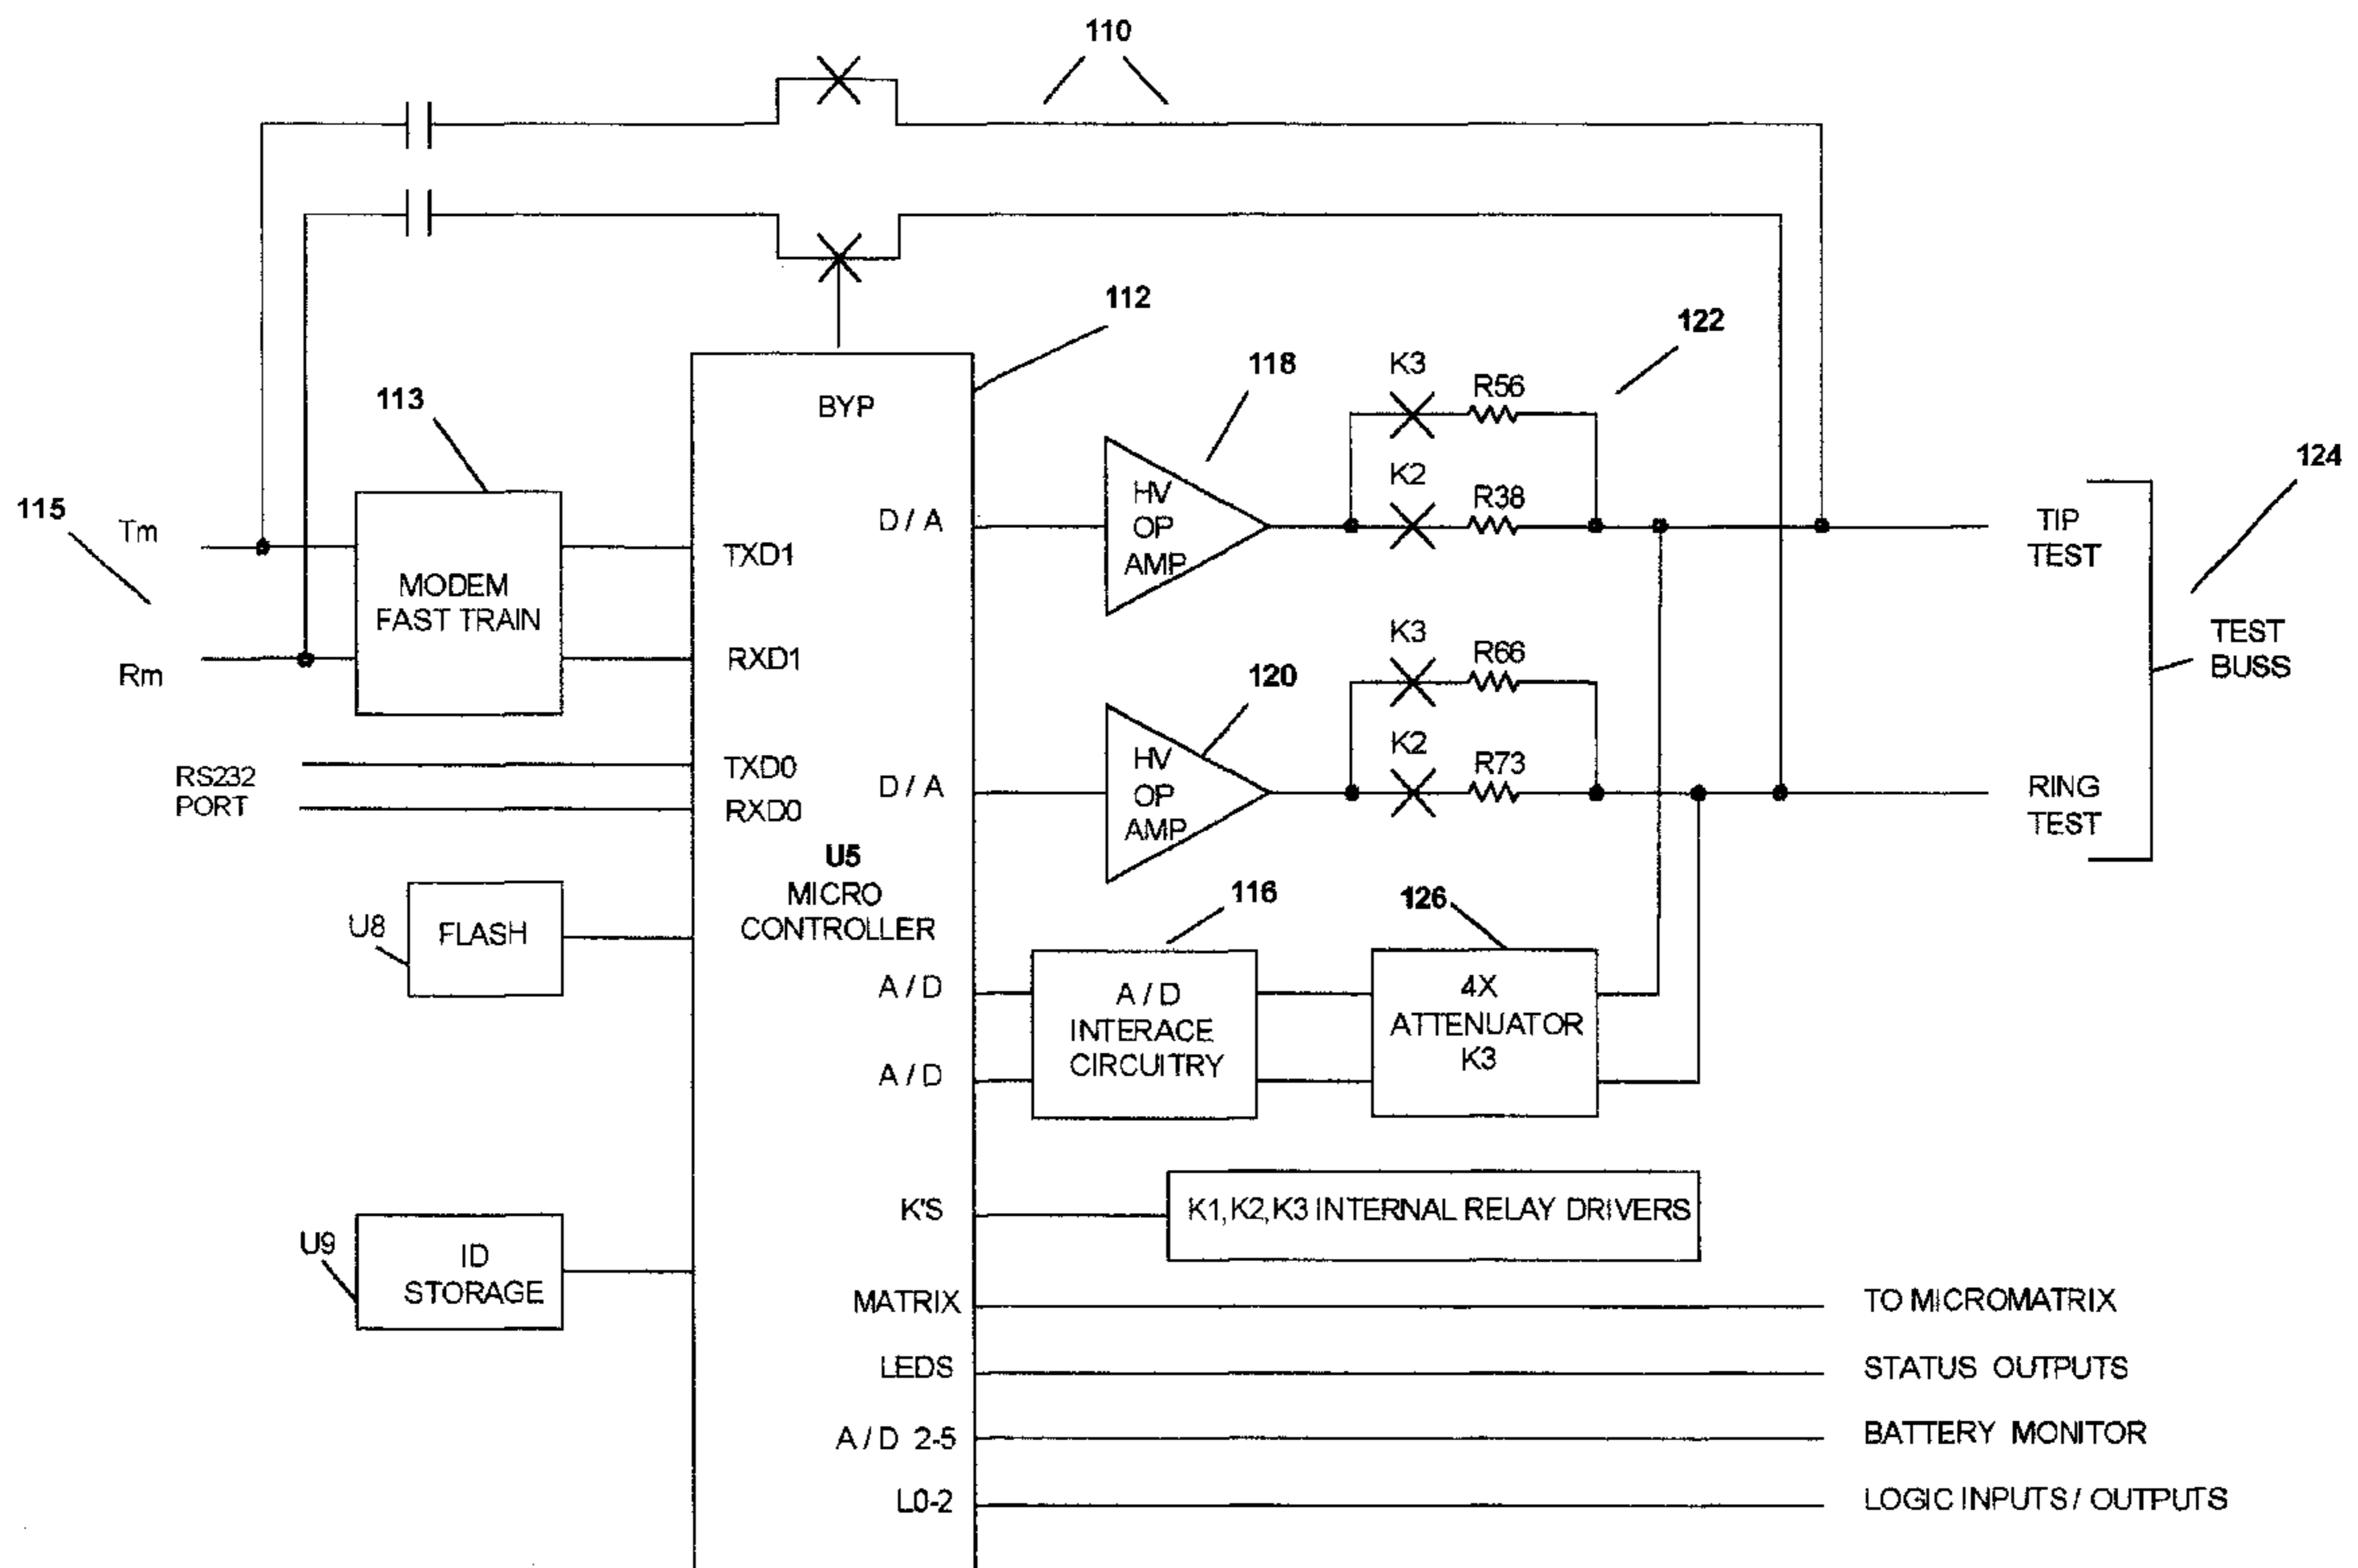 110
112
122
118
K3
R56
113
BYP
124
115
Tm
K2
R38
HV
OP
AMP
D / A
TIP
TEST
TXD1
MODEM
FAST TRAIN
K3
R66
TEST
BUSS
Rm
RXD1
120
K2
R73
HV
OP
AMP
RS232
PORT
TXD0
RXD0
D / A
RING
TEST
U5
MICRO
CONTROLLER
116
126
U8
FLASH
A / D
A / D
INTERACE
CIRCUITRY
4X
ATTENUATOR
K3
A / D
K'S
K1, K2, K3 INTERNAL RELAY DRIVERS
U9
ID
STORAGE
MATRIX
TO MICROMATRIX
LEDS
STATUS OUTPUTS
A / D 2-5
BATTERY MONITOR
L0-2
LOGIC INPUTS / OUTPUTS